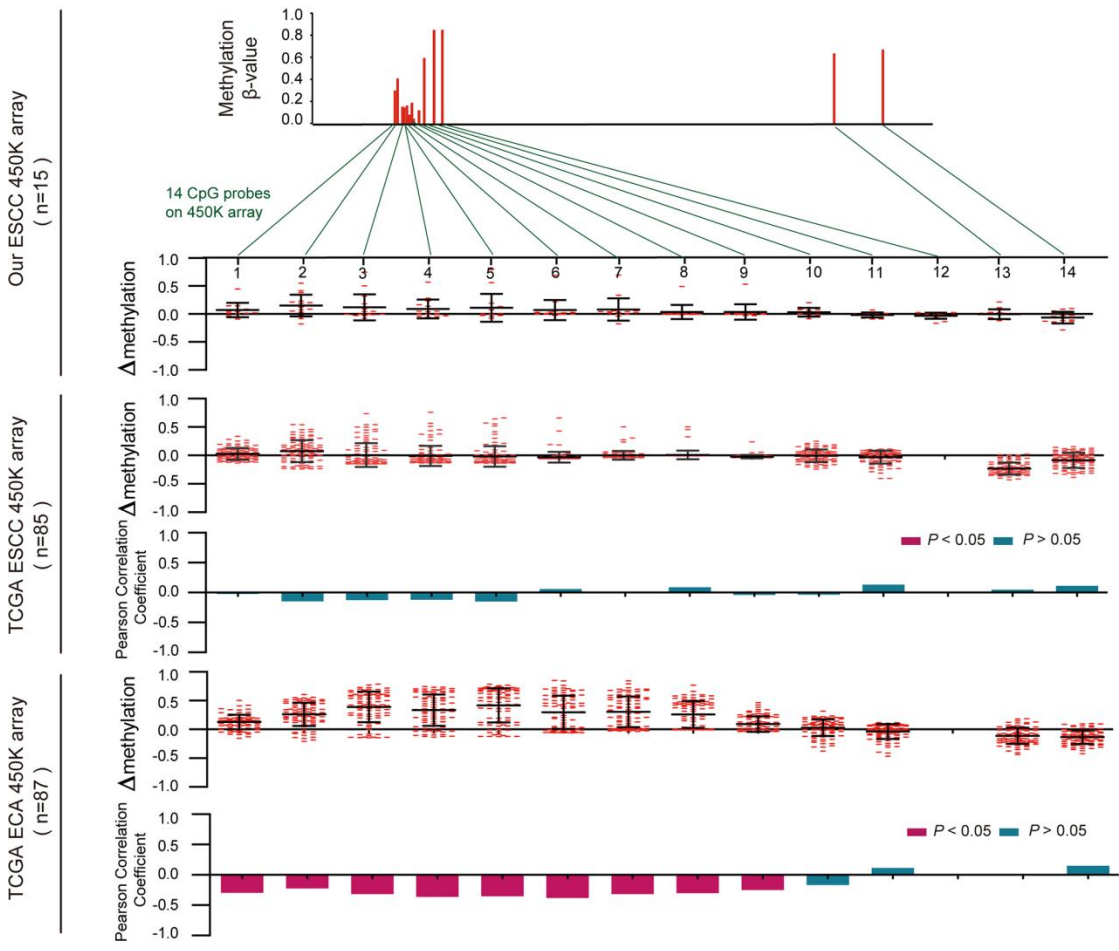 Our ESCC 450K array
( n=15)
Methylation
β-value
1.0
0.8
0.6
0.4
0.2
0.0
14 CpG probes
on 450K array
Δmethylation
1.0
0.5
0.0
-0.5
-1.0
1 2 3 4 5 6 7 8 9 10 11 12 13 14
TCGA ESCC 450K array
( n=85)
Δmethylation
1.0
0.5
0.0
-0.5
-1.0
Pearson Correlation
Coefficient
1.0
0.5
0.0
-0.5
-1.0
P < 0.05 P > 0.05
TCGA ECA 450K array
( n=87)
Δmethylation
1.0
0.5
0.0
-0.5
-1.0
Pearson Correlation
Coefficient
1.0
0.5
0.0
-0.5
-1.0
P < 0.05 P > 0.05